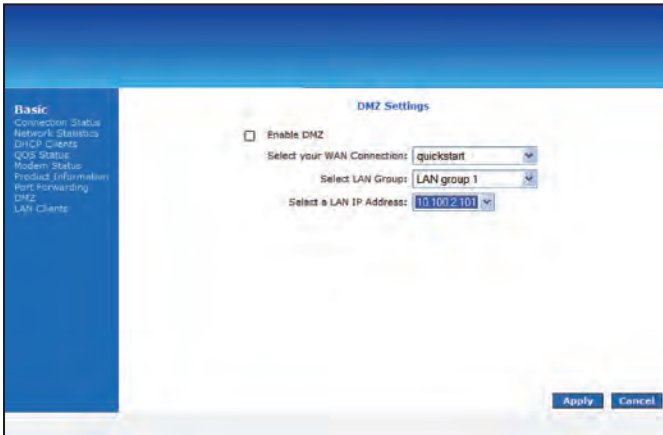 Basic
Connection Status
Network Statistics
DHCP Clients
QOS Status
Modem Status
Product Information
Port Forwarding
DMZ
LAN Clients
DMZ Settings
Enable DMZ
Select your WAN Connection: quickstart
Select LAN Group: LAN group 1
Select a LAN IP Address: 10.100.2.101
Apply Cancel